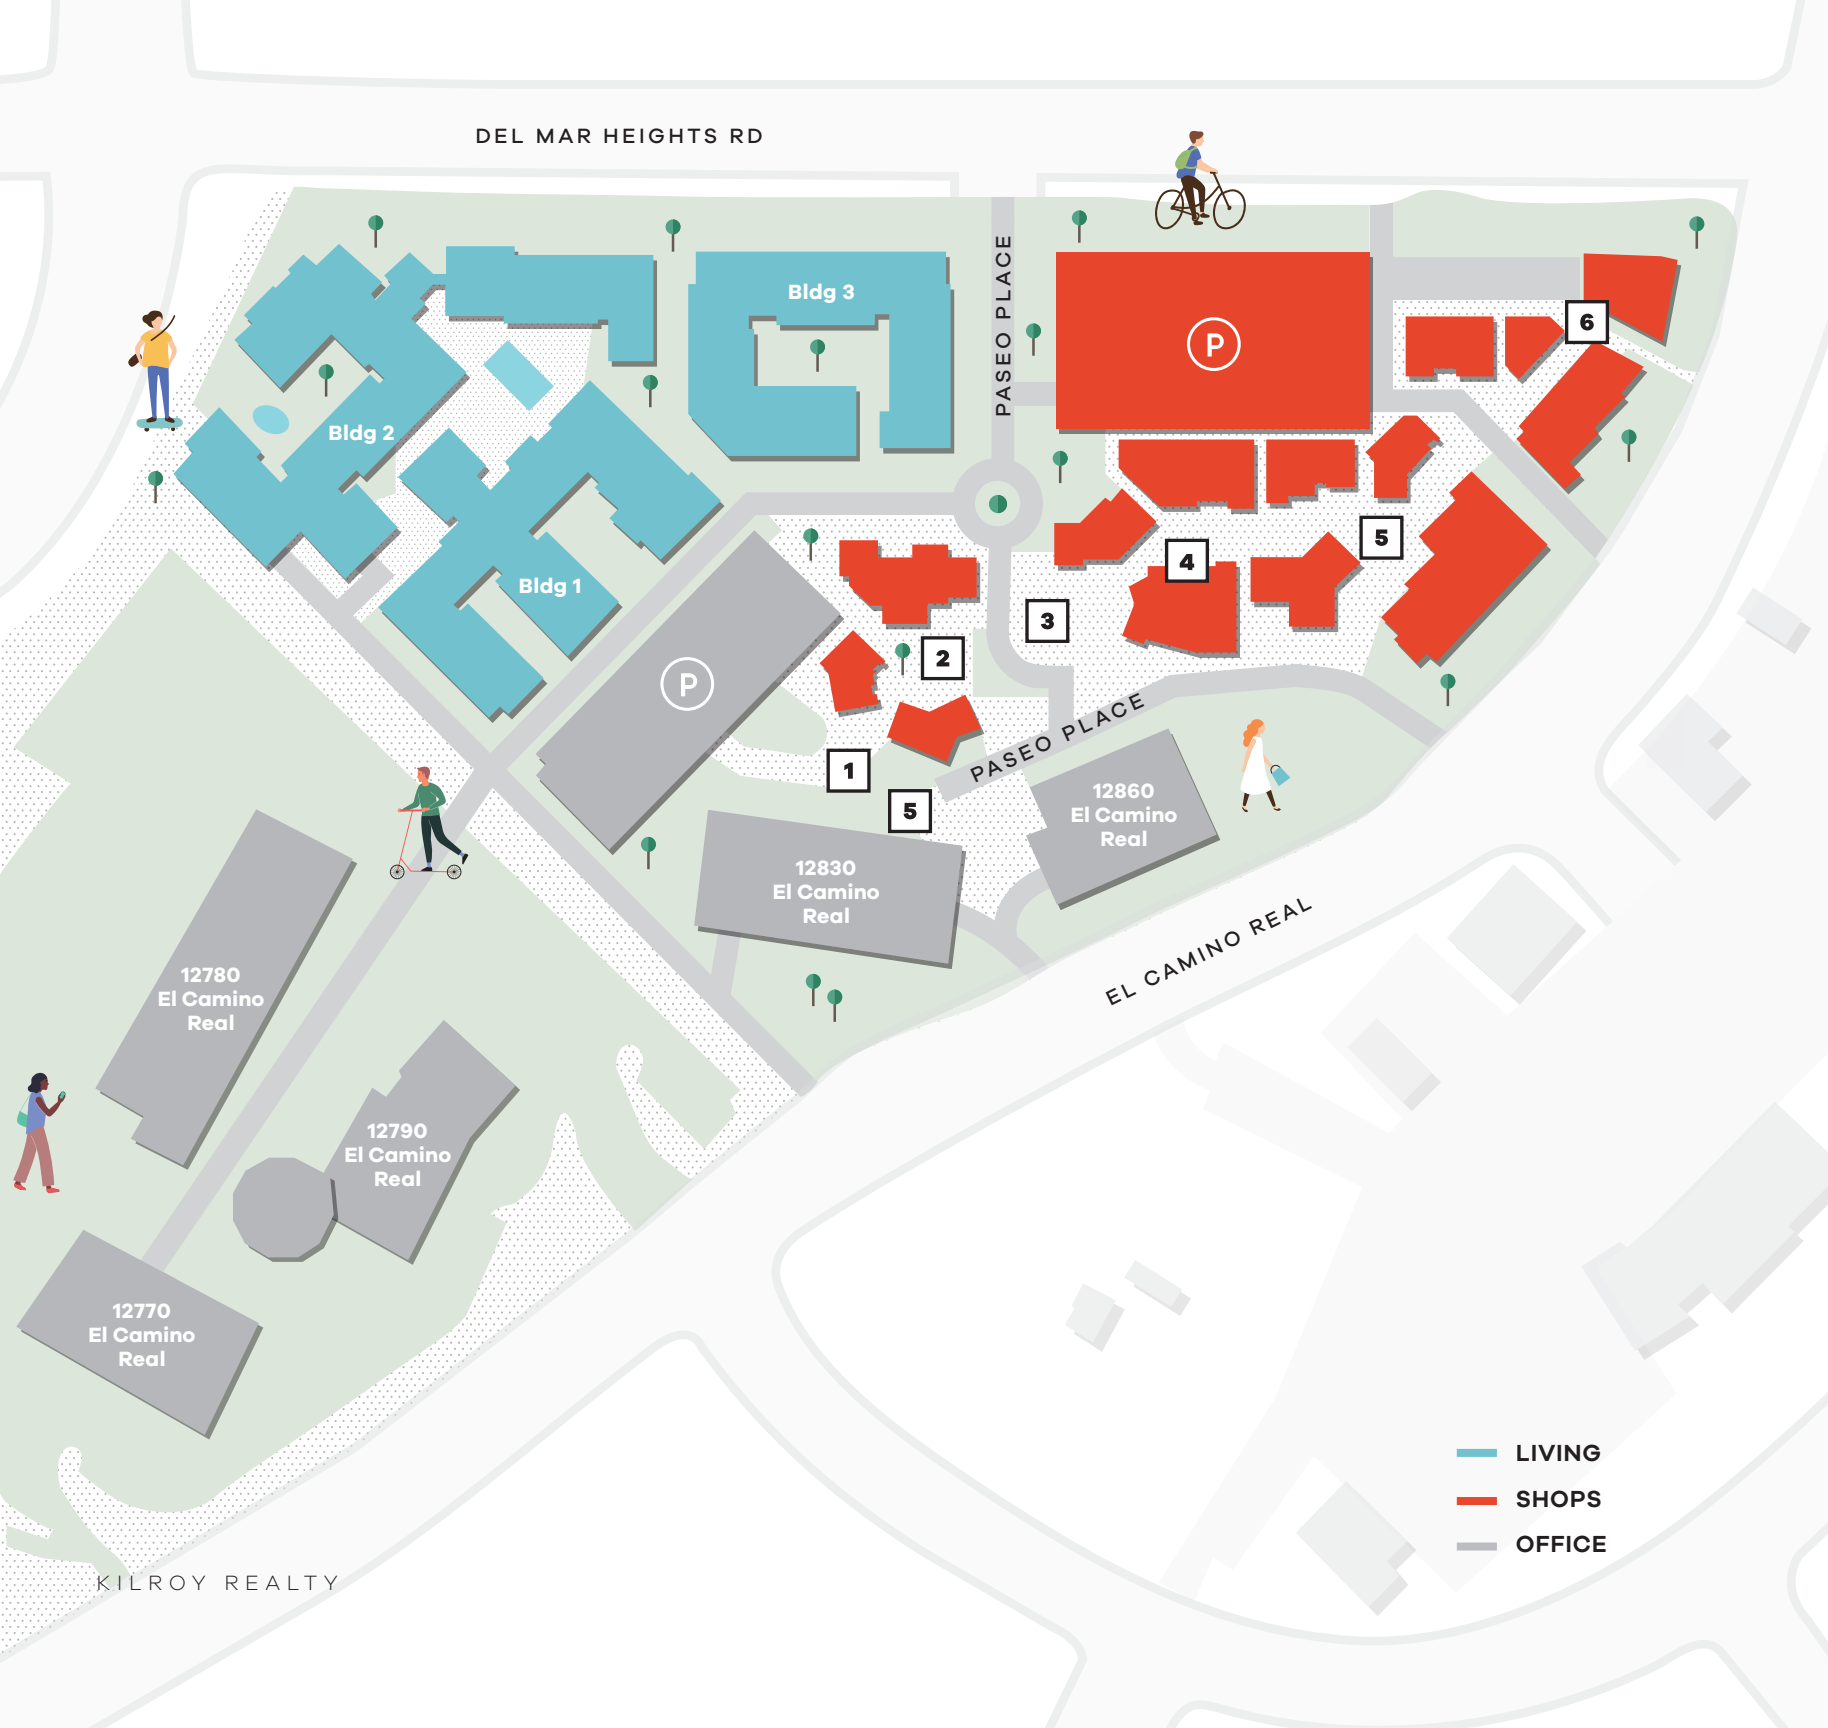 DEL MAR HEIGHTS RD
PASEO PLACE
Bldg 3
P
6
Bldg 2
5
4
Bldg 1
3
2
P
PASEO PLACE
1
5
12860
El Camino
Real
12830
El Camino
Real
EL CAMINO REAL
12780
El Camino
Real
12790
El Camino
Real
12770
El Camino
Real
LIVING
SHOPS
OFFICE
KILROY REALTY